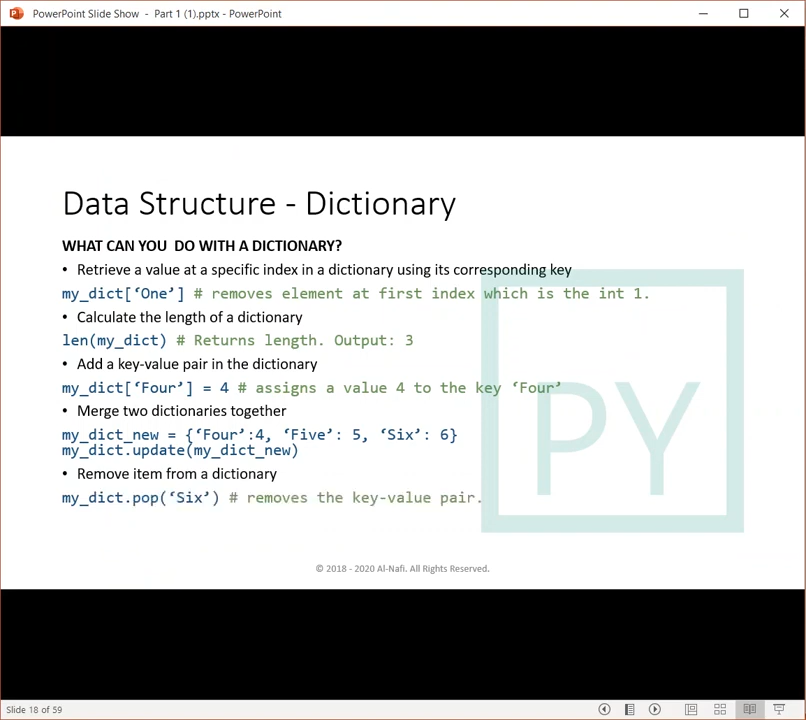 PowerPoint Slide Show - Part 1 (1).pptx - PowerPoint
Data Structure - Dictionary
WHAT CAN YOU DO WITH A DICTIONARY?
• Retrieve a value at a specific index in a dictionary using its corresponding key
my_dict[‘One’] # removes element at first index which is the int 1.
• Calculate the length of a dictionary
len(my_dict) # Returns length. Output: 3
• Add a key-value pair in the dictionary
my_dict[‘Four’] = 4 # assigns a value 4 to the key ‘Four’
• Merge two dictionaries together
my_dict_new = {‘Four’:4, ‘Five’: 5, ‘Six’: 6}
my_dict.update(my_dict_new)
• Remove item from a dictionary
my_dict.pop(‘Six’) # removes the key-value pair.
PY
© 2018 - 2020 Al-Nafi. All Rights Reserved.
Slide 18 of 59